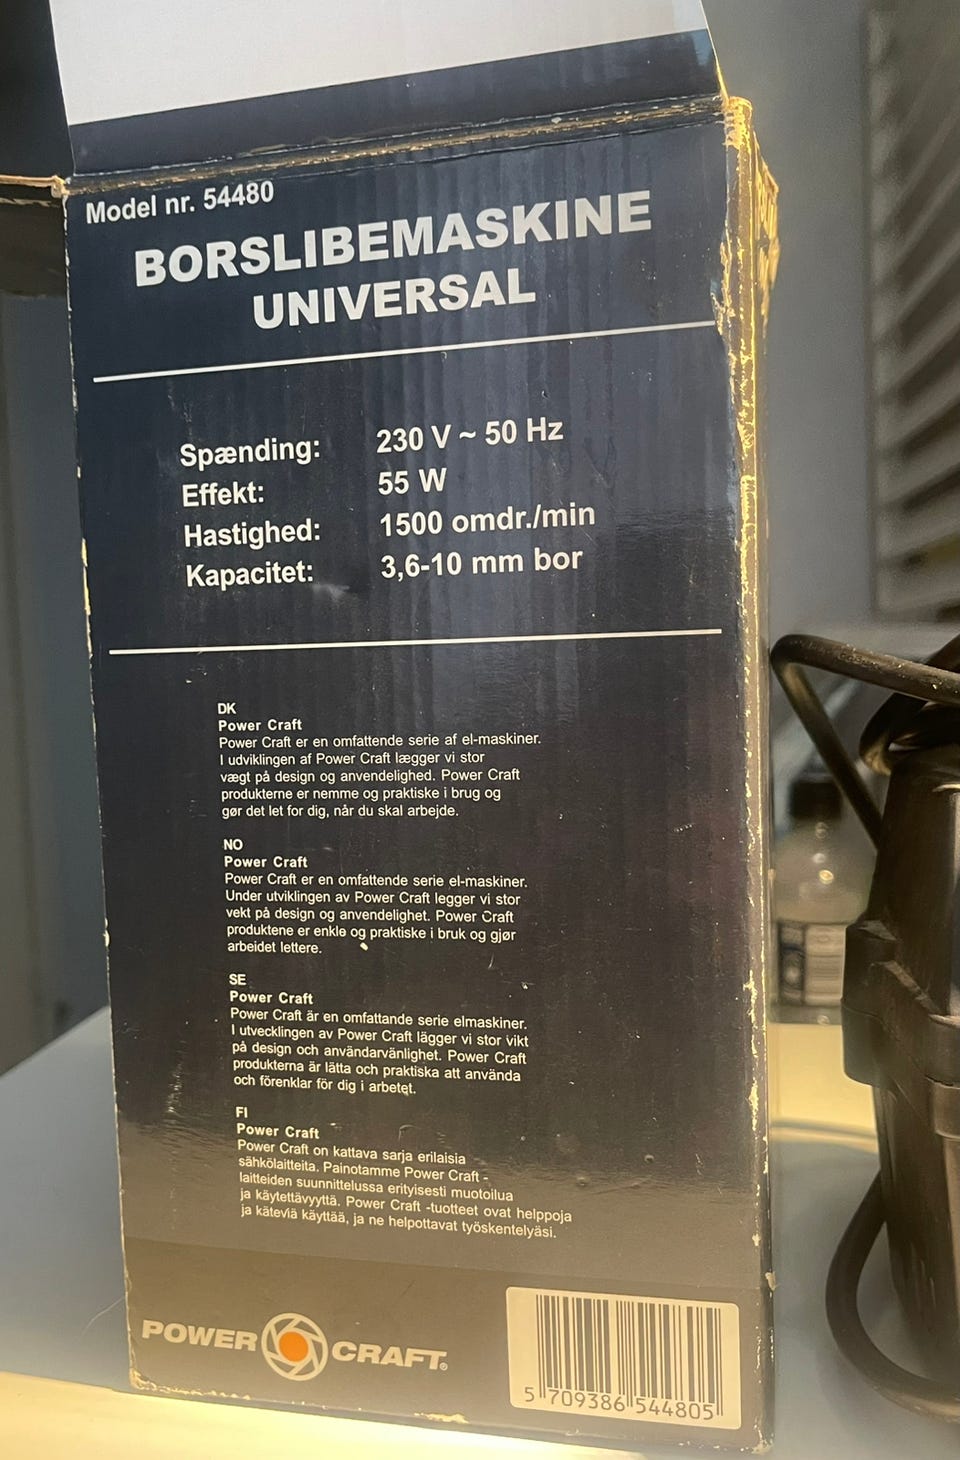 Model nr. 54480
BORSLIBEMASKINE
UNIVERSAL
Spænding: 230 V ~ 50 Hz
Effekt: 55 W
Hastighed: 1500 omdr./min
Kapacitet: 3,6-10 mm bor
DK
Power Craft
Power Craft er en omfattende serie af el-maskiner.
I udviklingen af Power Craft lægger vi stor
vægt på design og anvendelighed. Power Craft
produkterne er nemme og praktiske i brug og
gør det let for dig, når du skal arbejde.
NO
Power Craft
Power Craft er en omfattende serie el-maskiner.
Under utviklingen av Power Craft legger vi stor
vekt på design og anvendelighet. Power Craft
produktene er enkle og praktiske i bruk og gjør
arbeidet lettere.
SE
Power Craft
Power Craft är en omfattande serie elmaskiner.
I utvecklingen av Power Craft lägger vi stor vikt
på design och användarvänlighet. Power Craft
produkterna är lätta och praktiska att använda
och förenklar för dig i arbetet.
FI
Power Craft
Power Craft on kattava sarja erilaisia
sähkölaitteita. Painotamme Power Craft -
laitteiden suunnittelussa erityisesti muotoilua
ja käytettävyyttä. Power Craft -tuotteet ovat helppoja
ja käteviä käyttää, ja ne helpottavat työskentelyäsi.
POWER CRAFT®
5 709386 544805